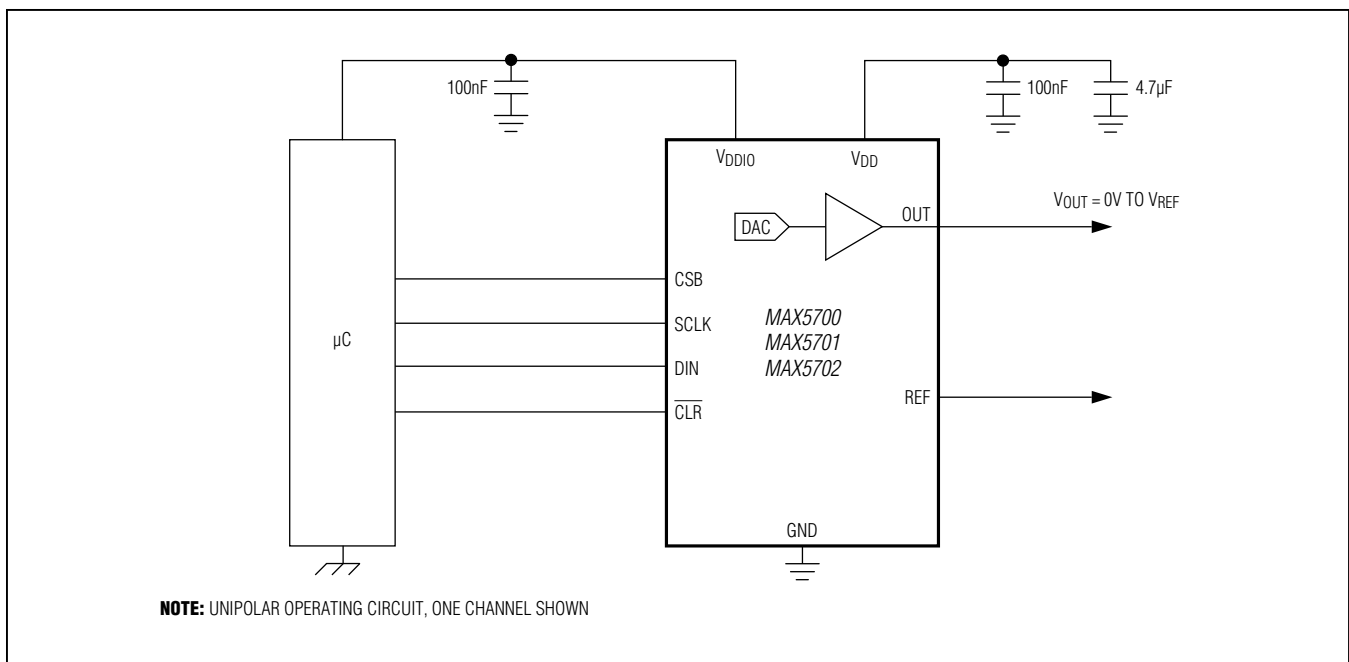 100nF
100nF
4.7µF
VDDIO
VDD
VOUT = 0V TO VREF
DAC
OUT
CSB
SCLK
DIN
CLR
µC
MAX5700
MAX5701
MAX5702
REF
GND
NOTE: UNIPOLAR OPERATING CIRCUIT, ONE CHANNEL SHOWN